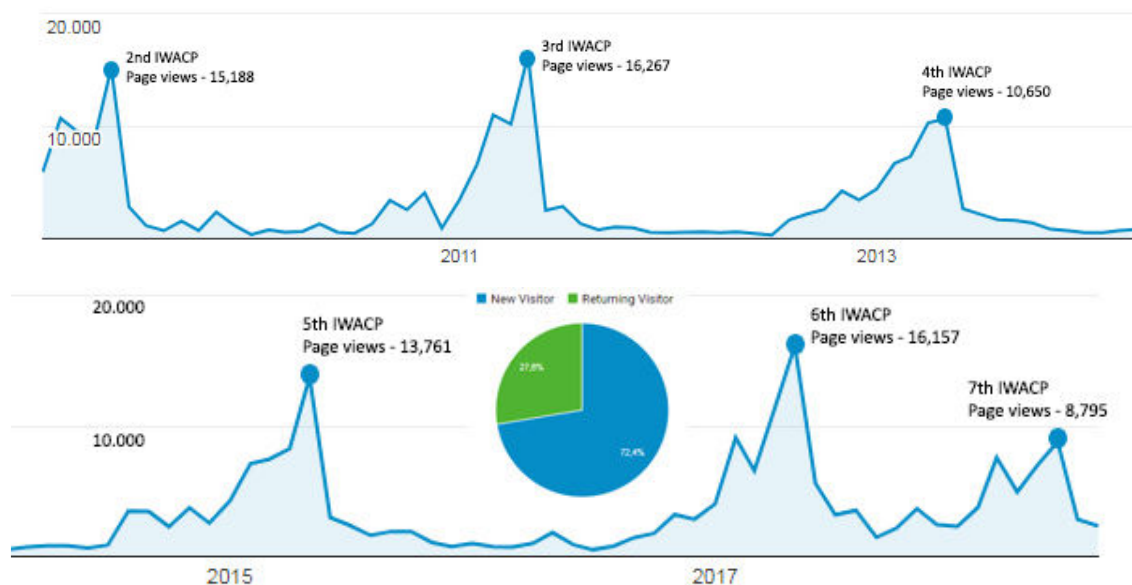 20.000
2nd IWACP
Page views - 15,188
3rd IWACP
Page views - 16,267
4th IWACP
Page views - 10,650
10.000
2011
2013
20.000
New Visitor
Returning Visitor
5th IWACP
Page views - 13,761
6th IWACP
Page views - 16,157
27,6%
7th IWACP
Page views - 8,795
10.000
72,4%
2015
2017